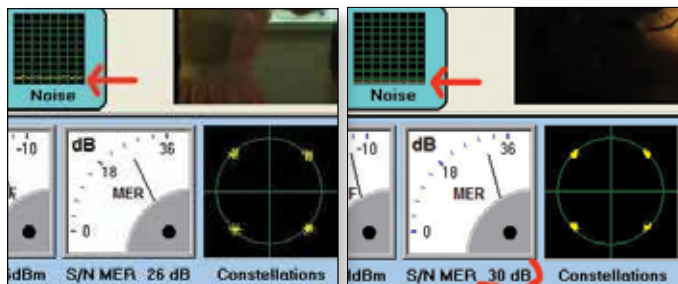 Noise
-10
dB
18
36
MER
0
dBm
S/N MER 26 dB
Constellations
Noise
-10
F
dB
18
36
MER
0
dBm
S/N MER 30 dB
Constellations